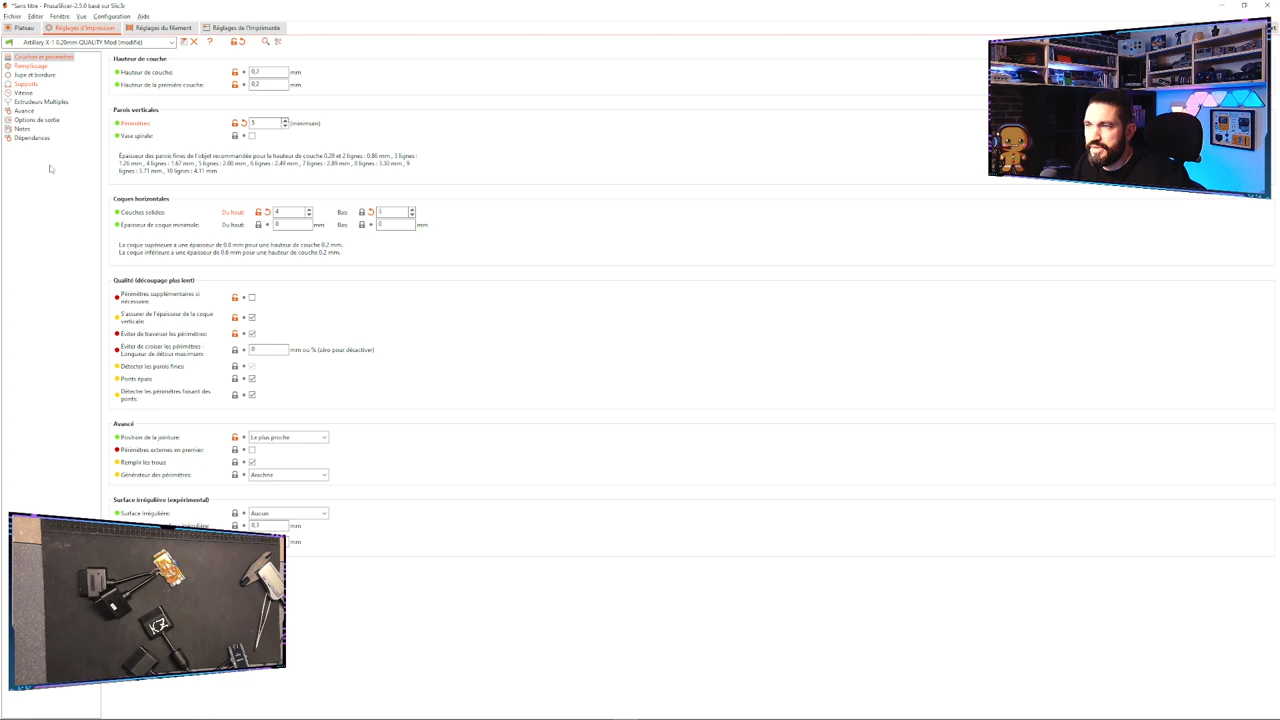 *Sans titre - PrusaSlicer-2.5.0 basé sur Slic3r
Fichier Editer Fenêtre Vue Configuration Aide
Plateau Réglages d'Impression Réglages du filament Réglages de l'Imprimante
Artillery X-1 0.20mm QUALITY Mod (modifié)
Couches et périmètres
Remplissage
Jupe et bordure
Supports
Vitesse
Extrudeurs Multiples
Avancé
Options de sortie
Notes
Dépendances
Hauteur de couche
Hauteur de couche: 0,2 mm
Hauteur de la première couche: 0,2 mm
Parois verticales
Périmètres: 5 (minimum)
Vase spirale:
Épaisseur des parois fines de l'objet recommandée pour la hauteur de couche 0.20 et 2 lignes : 0.86 mm , 3 lignes :
1.26 mm , 4 lignes : 1.67 mm , 5 lignes : 2.08 mm , 6 lignes : 2.49 mm , 7 lignes : 2.89 mm , 8 lignes : 3.30 mm , 9
lignes : 3.71 mm , 10 lignes : 4.11 mm
Coques horizontales
Couches solides: Du haut: 4 Bas: 3
Épaisseur de coque minimale: Du haut: 0 mm Bas: 0 mm
La coque supérieure a une épaisseur de 0.8 mm pour une hauteur de couche 0.2 mm.
La coque inférieure a une épaisseur de 0.6 mm pour une hauteur de couche 0.2 mm.
Qualité (découpage plus lent)
Périmètres supplémentaires si
nécessaire:
S'assurer de l'épaisseur de la coque
verticale:
Éviter de traverser les périmètres:
Éviter de croiser les périmètres -
Longueur de détour maximum: 0 mm ou % (zéro pour désactiver)
Détecter les parois fines:
Ponts épais:
Détecter les périmètres faisant des
ponts:
Avancé
Position de la jointure: Le plus proche
Périmètres externes en premier:
Remplir les trous:
Générateur des périmètres: Arachne
Surface irrégulière (expérimental)
Surface irrégulière: Aucun
0,3 mm
mm